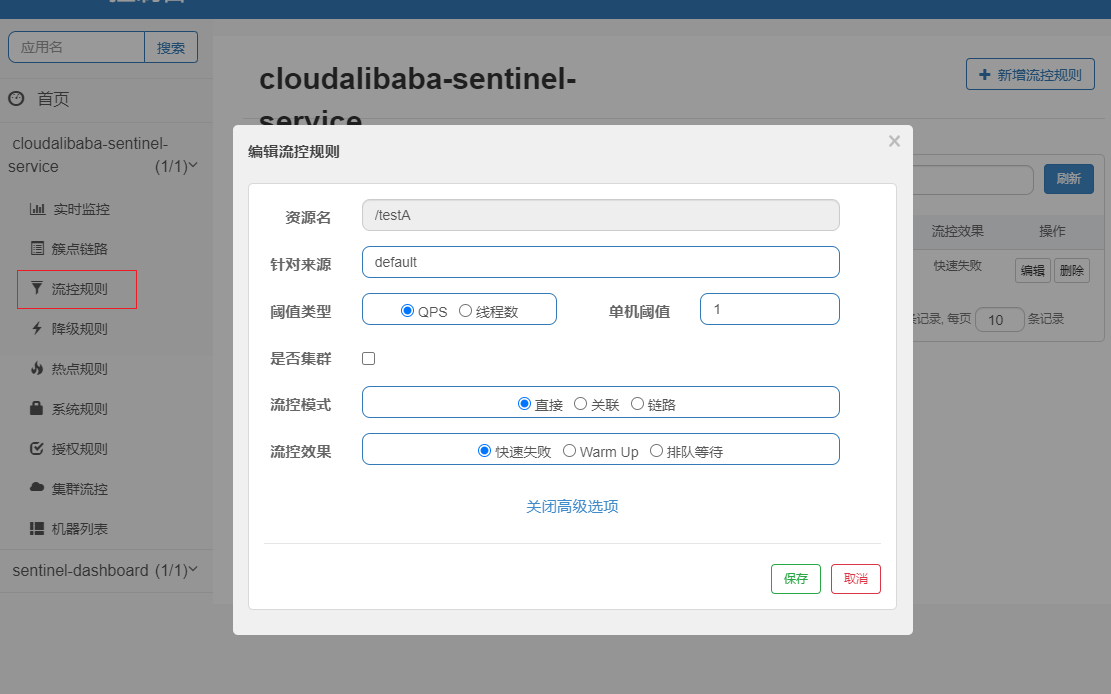 应用名 搜索
首页
cloudalibaba-sentinel-
service (1/1)
实时监控
簇点链路
流控规则
降级规则
热点规则
系统规则
授权规则
集群流控
机器列表
sentinel-dashboard (1/1)
cloudalibaba-sentinel-
service
新增流控规则
刷新
流控效果 操作
快速失败 编辑 删除
条记录, 每页 10 条记录
编辑流控规则 ×
资源名 /testA
针对来源 default
阈值类型 QPS 线程数 单机阈值 1
是否集群
流控模式 直接 关联 链路
流控效果 快速失败 Warm Up 排队等待
关闭高级选项
保存 取消